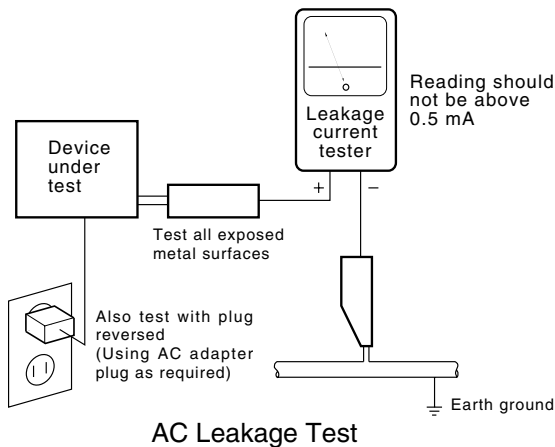 Reading should
not be above
0.5 mA
Leakage
current
tester
+
−
Device
under
test
Test all exposed
metal surfaces
Also test with plug
reversed
(Using AC adapter
plug as required)
Earth ground
AC Leakage Test